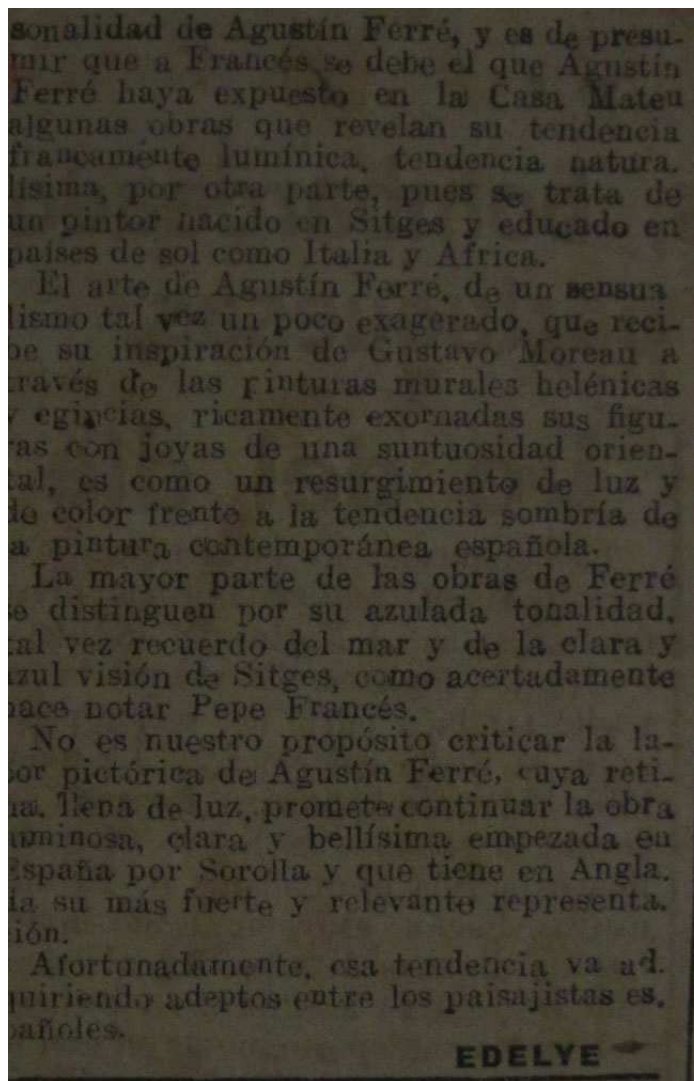 sonalidad de Agustín Ferré, y es de presu-
mir que a Francés se debe el que Agustín
Ferré haya expuesto en la Casa Mateu
algunas obras que revelan su tendencia
francamente lumínica, tendencia natura.
lísima, por otra parte, pues se trata de
un pintor nacido en Sitges y educado en
países de sol como Italia y Africa.
El arte de Agustín Ferré, de un sensua
lismo tal vez un poco exagerado, que reci-
be su inspiración de Gustavo Moreau a
través de las pinturas murales helénicas
y egipcias, ricamente exornadas sus figu-
ras con joyas de una suntuosidad orien-
tal, es como un resurgimiento de luz y
de color frente a la tendencia sombría de
a pintura contemporánea española.
La mayor parte de las obras de Ferré
se distinguen por su azulada tonalidad,
tal vez recuerdo del mar y de la clara y
azul visión de Sitges, como acertadamente
hace notar Pepe Francés.
No es nuestro propósito criticar la la-
bor pictórica de Agustín Ferré, cuya reti-
na, llena de luz, promete continuar la obra
luminosa, clara y bellísima empezada en
España por Sorolla y que tiene en Angla.
da su más fuerte y relevante representa.
ción.
Afortunadamente, esa tendencia va ad.
quiriendo adeptos entre los paisajistas es.
pañoles.
EDELYE